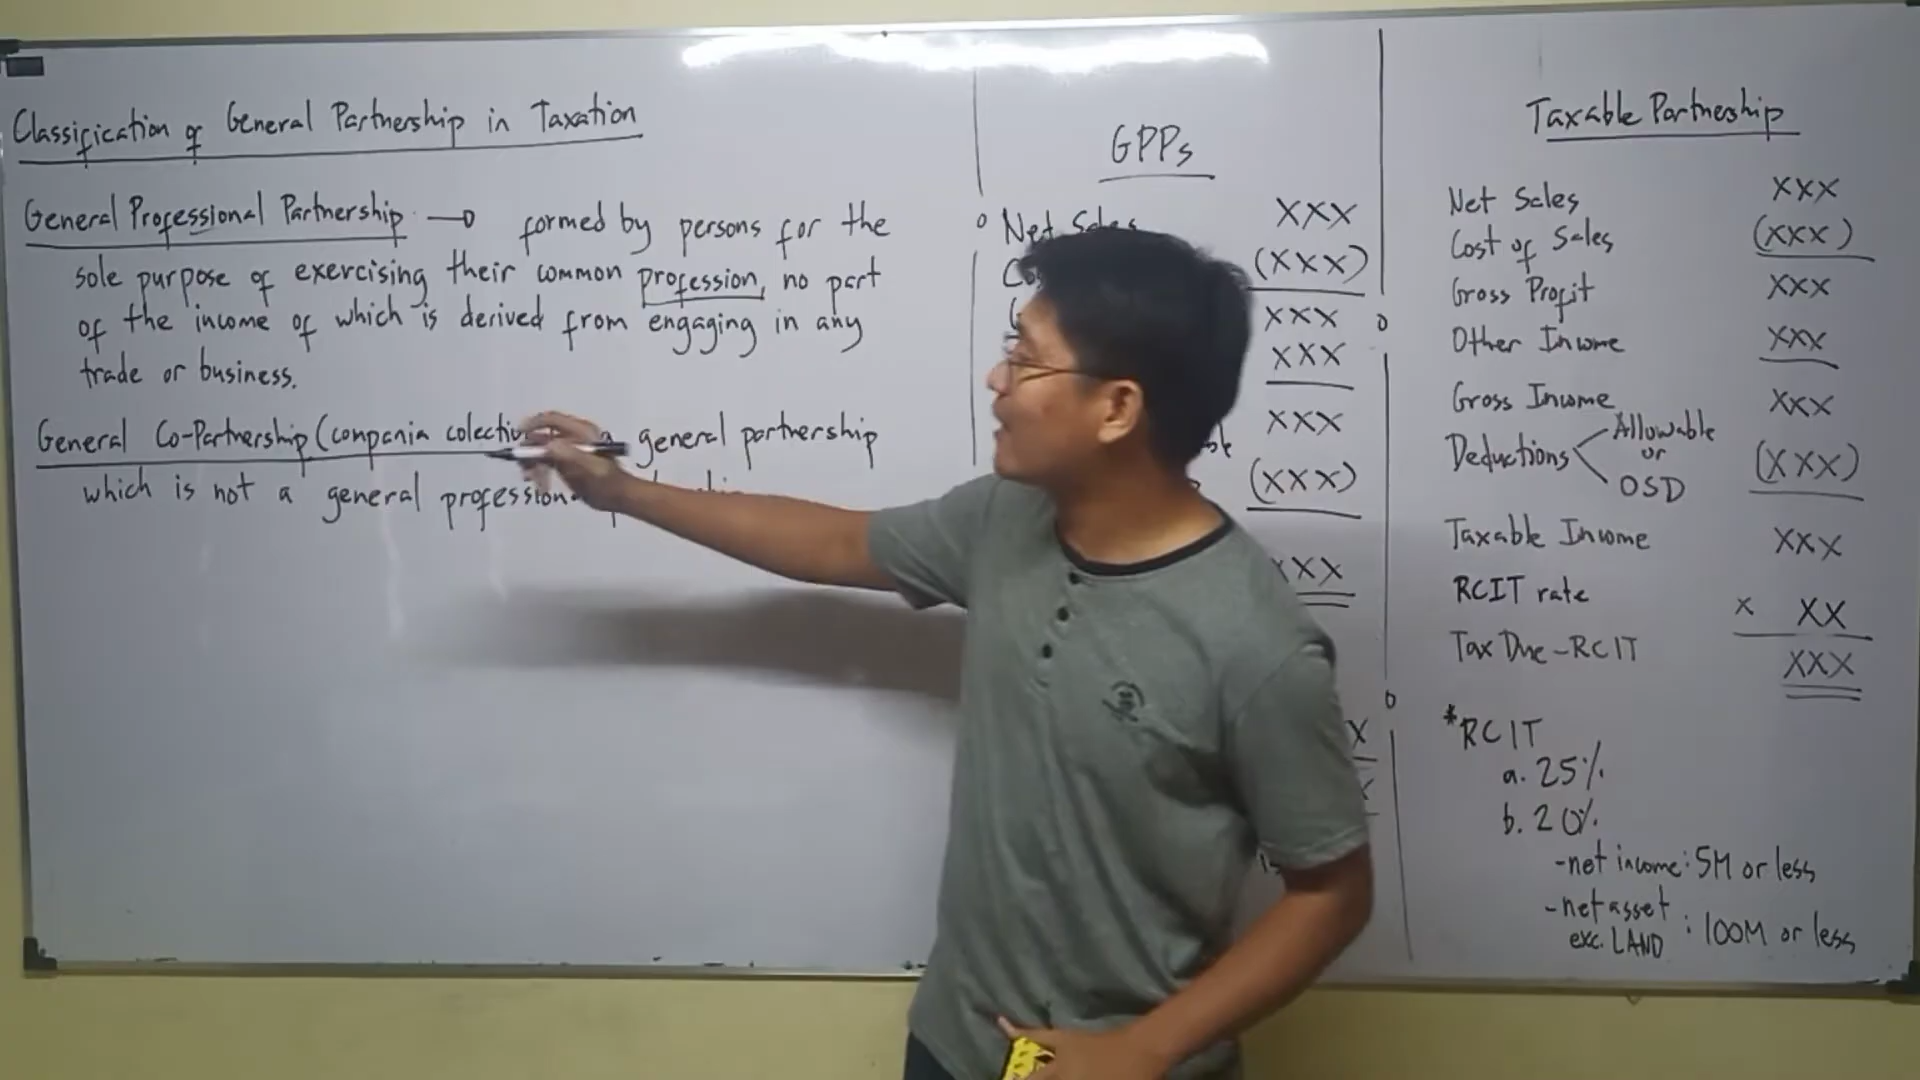 Classification of General Partnership in Taxation
General Professional Partnership —o formed by persons for the
sole purpose of exercising their common profession, no part
of the income of which is derived from engaging in any
trade or business.
General Co-Partnership (compania general partnership
which is not a general
GPPs
Net Sales XXX
(XXX)
XXX
XXX
XXX
(XXX)
XXX
Taxable Partnership
Net Sales XXX
Cost of Sales (XXX)
Gross Profit XXX
Other Income XXX
Gross Income XXX
Deductions Allowable or OSD (XXX)
Taxable Income XXX
RCIT rate x XX
Tax Due-RCIT XXX
*RCIT
a. 25%
b. 20%
-net income: 5M or less
-net asset
exc. LAND : 100M or less